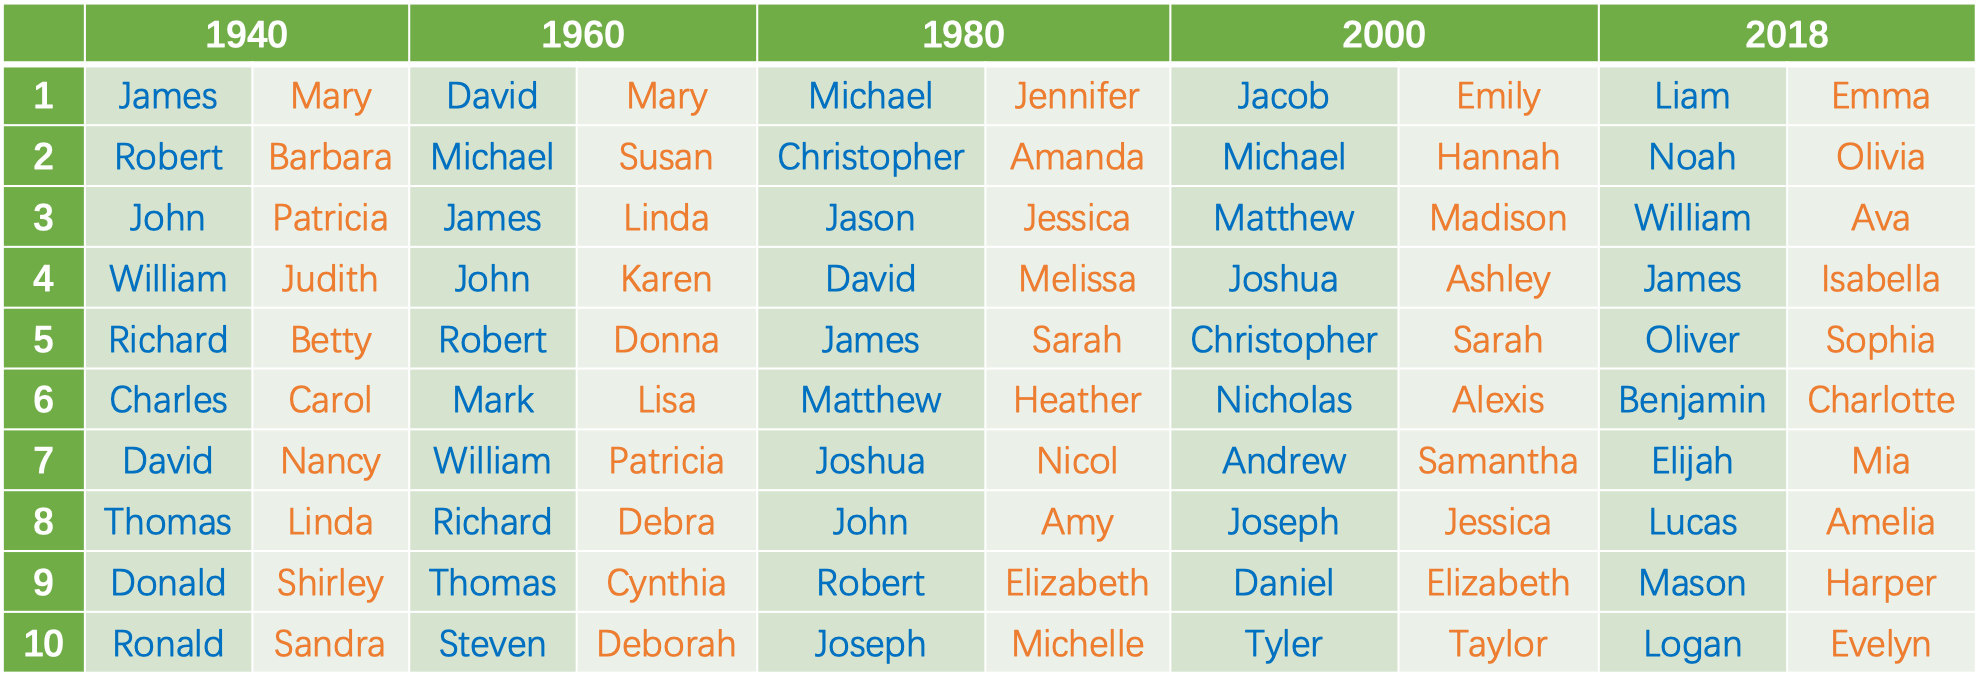 1940 1960 1980 2000 2018
1 James Mary David Mary Michael Jennifer Jacob Emily Liam Emma
2 Robert Barbara Michael Susan Christopher Amanda Michael Hannah Noah Olivia
3 John Patricia James Linda Jason Jessica Matthew Madison William Ava
4 William Judith John Karen David Melissa Joshua Ashley James Isabella
5 Richard Betty Robert Donna James Sarah Christopher Sarah Oliver Sophia
6 Charles Carol Mark Lisa Matthew Heather Nicholas Alexis Benjamin Charlotte
7 David Nancy William Patricia Joshua Nicol Andrew Samantha Elijah Mia
8 Thomas Linda Richard Debra John Amy Joseph Jessica Lucas Amelia
9 Donald Shirley Thomas Cynthia Robert Elizabeth Daniel Elizabeth Mason Harper
10 Ronald Sandra Steven Deborah Joseph Michelle Tyler Taylor Logan Evelyn